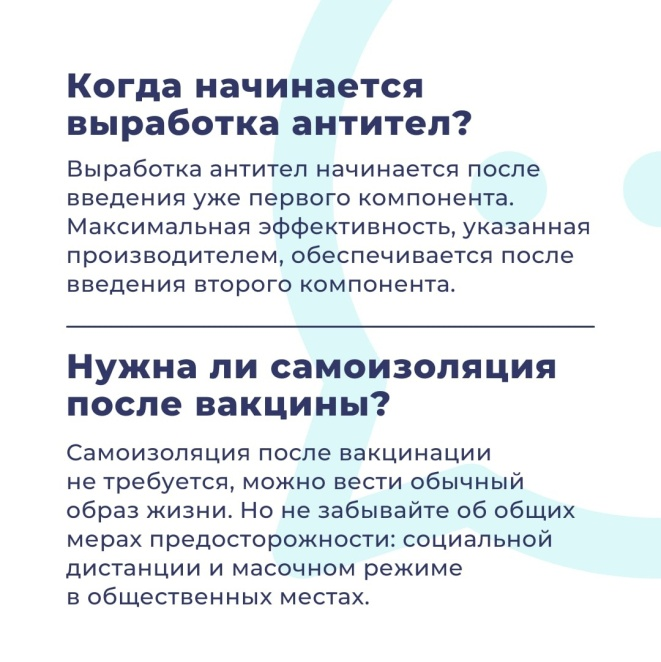 Когда начинается
выработка антител?
Выработка антител начинается после
введения уже первого компонента.
Максимальная эффективность, указанная
производителем, обеспечивается после
введения второго компонента.
Нужна ли самоизоляция
после вакцины?
Самоизоляция после вакцинации
не требуется, можно вести обычный
образ жизни. Но не забывайте об общих
мерах предосторожности: социальной
дистанции и масочном режиме
в общественных местах.